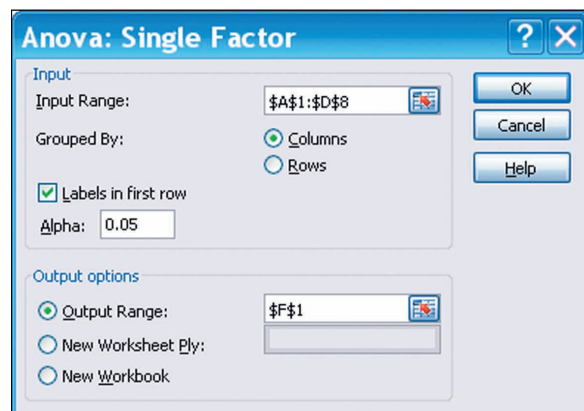 Anova: Single Factor
Input
Input Range: $A$1:$D$8
Grouped By: Columns
Rows
Labels in first row
Alpha: 0.05
OK
Cancel
Help
Output options
Output Range: $F$1
New Worksheet Ply:
New Workbook